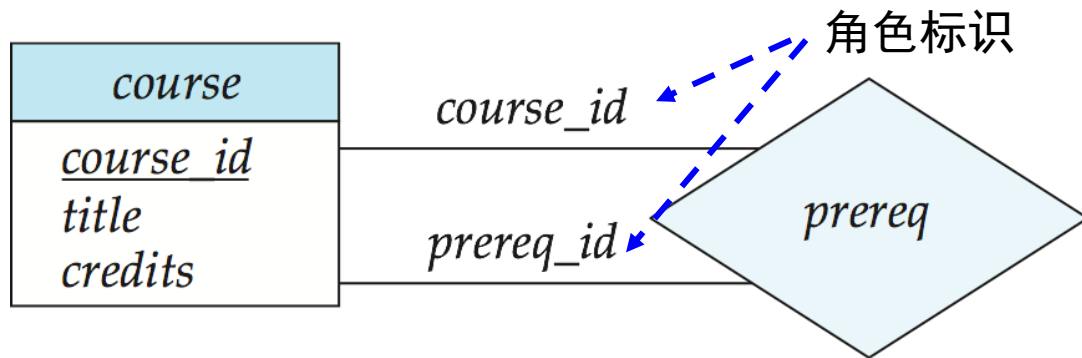 角色标识
course
course_id
course_id
title
prereq
prereq_id
credits